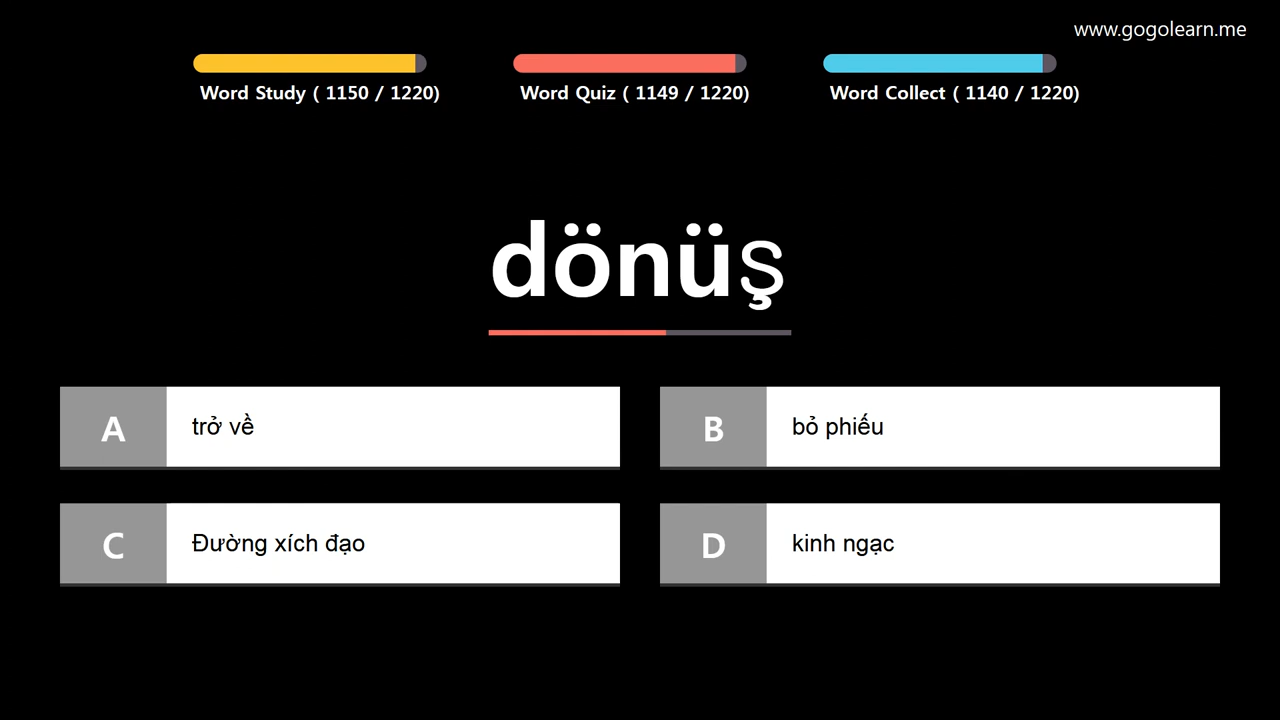 www.gogolearn.me
Word Study ( 1150 / 1220)
Word Quiz ( 1149 / 1220)
Word Collect ( 1140 / 1220)
dönüş
A trở về
B bỏ phiếu
C Đường xích đạo
D kinh ngạc